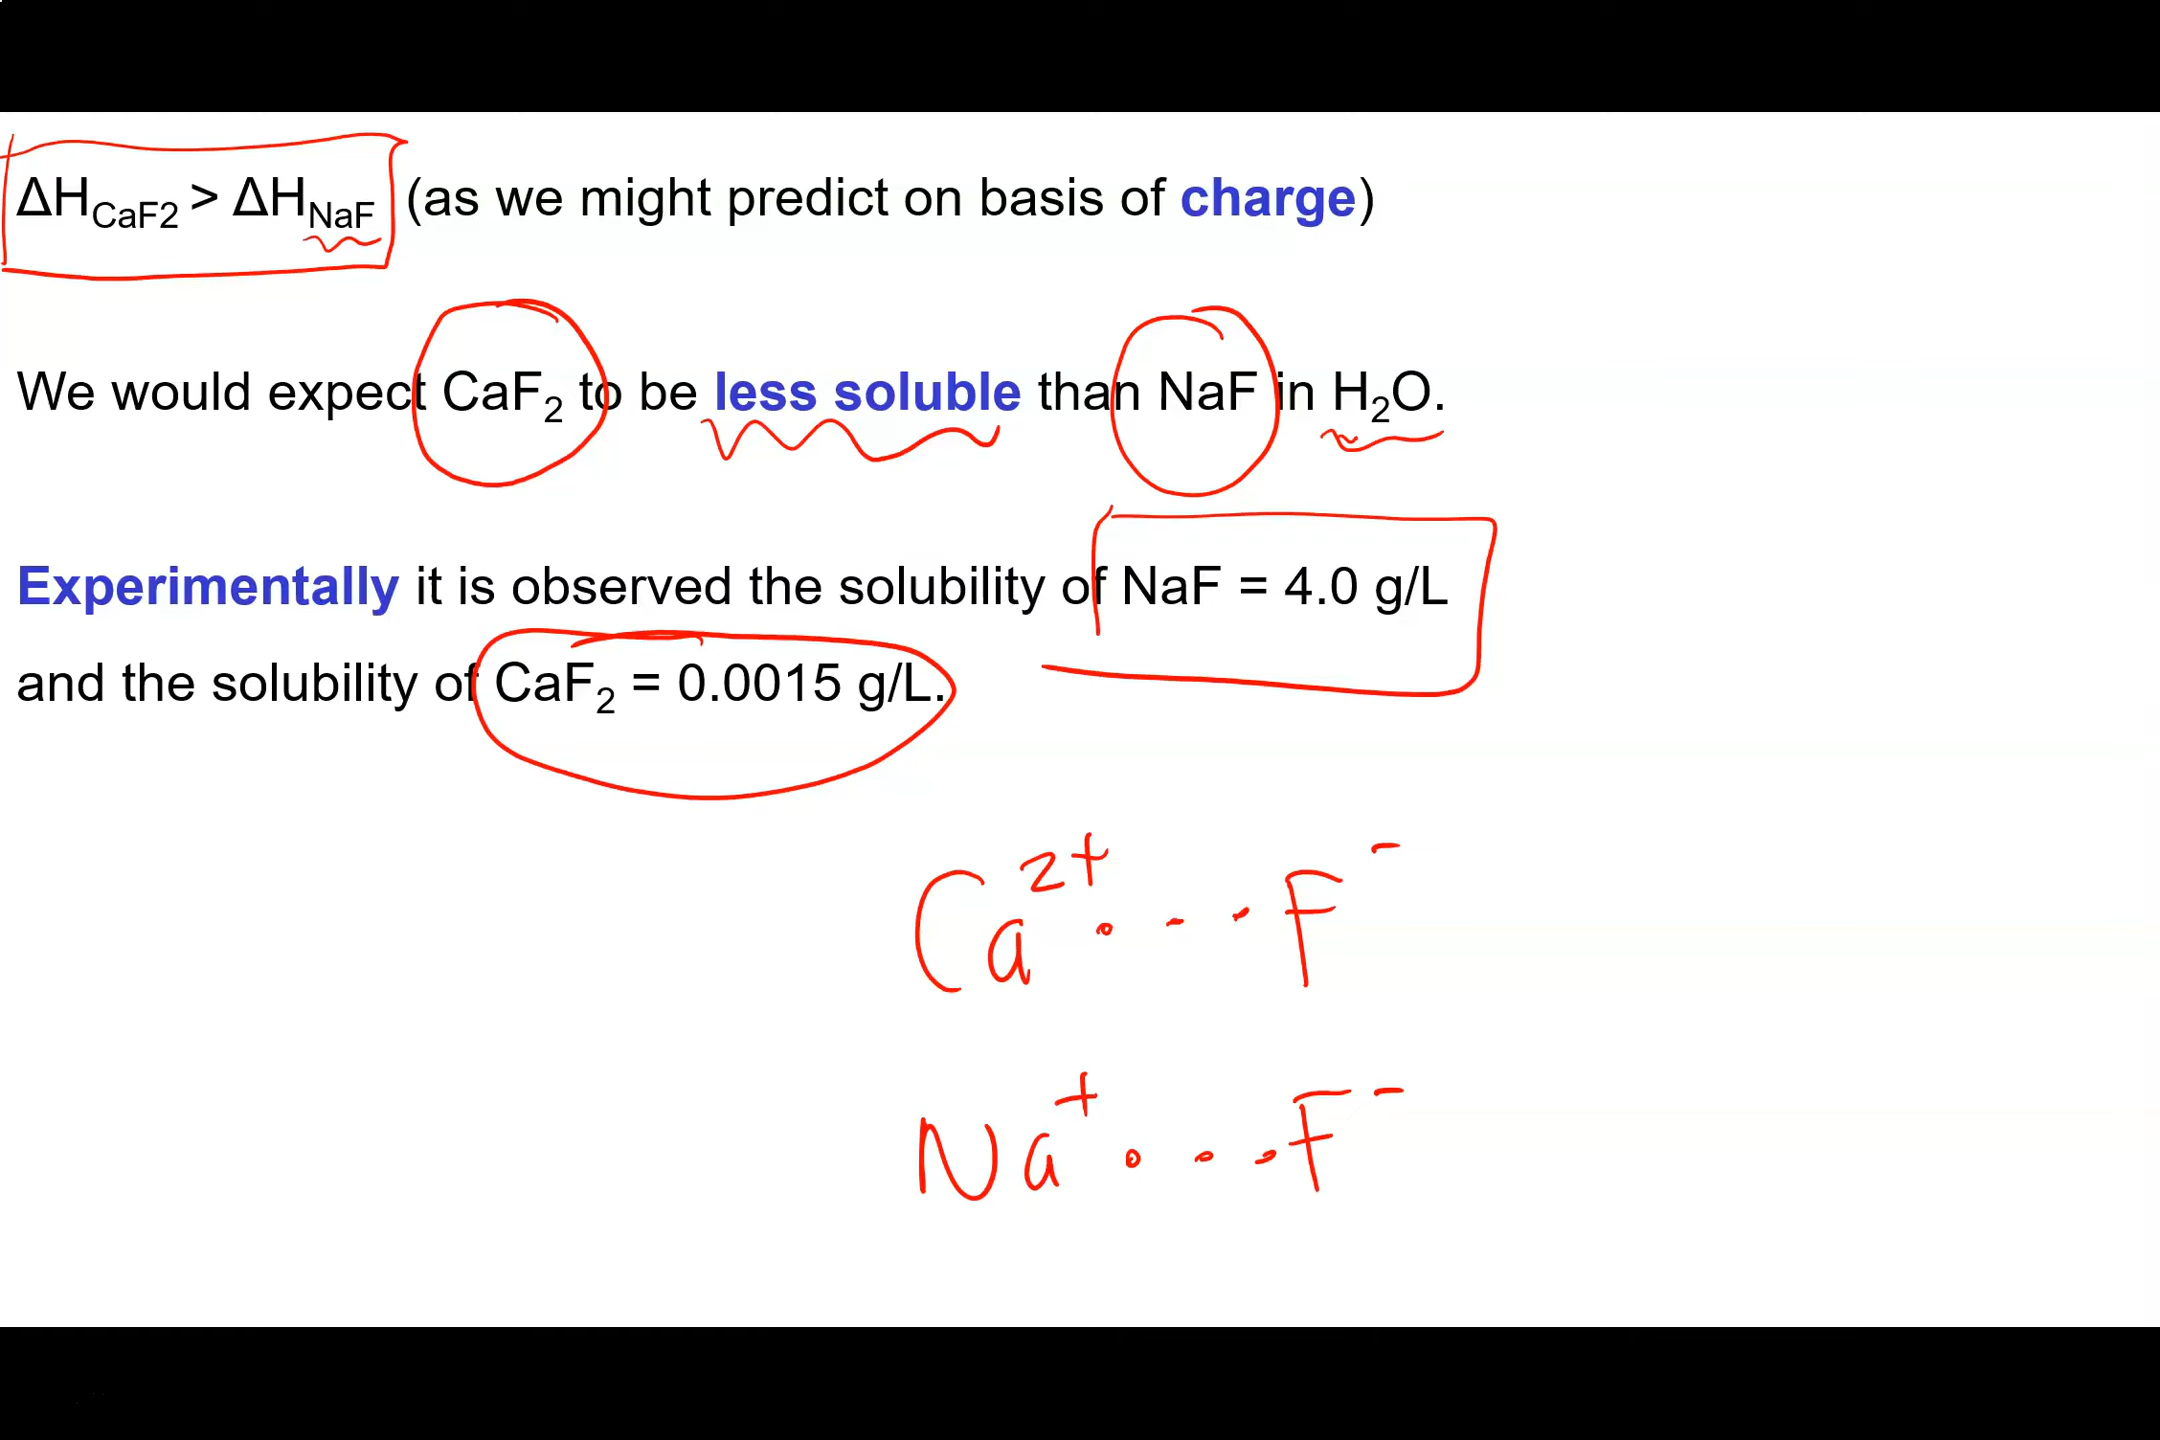 ΔH_CaF2 > ΔH_NaF (as we might predict on basis of charge)
We would expect CaF₂ to be less soluble than NaF in H₂O.
Experimentally it is observed the solubility of NaF = 4.0 g/L
and the solubility of CaF₂ = 0.0015 g/L.
Ca²⁺ · · · F⁻
Na⁺ · · · F⁻